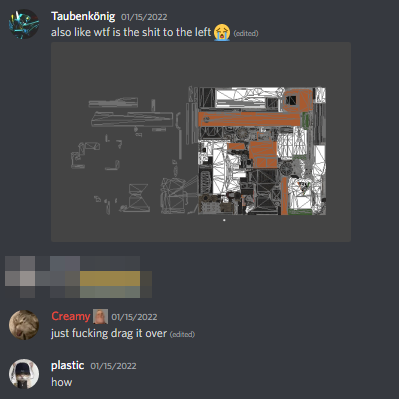 Taubenkönig 01/15/2022
also like wtf is the shit to the left 😭 (edited)
Creamy 01/15/2022
just fucking drag it over (edited)
plastic 01/15/2022
how